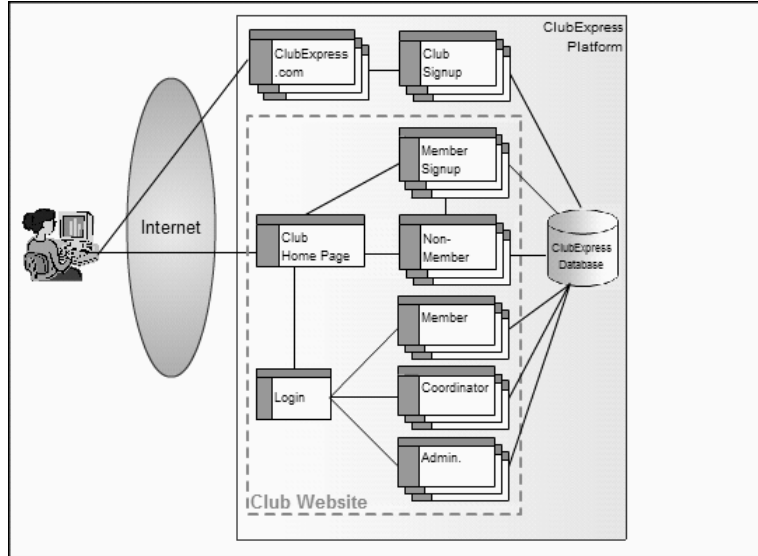 ClubExpress
Platform
ClubExpress
.com
Club
Signup
Member
Signup
Internet
Club
Home Page
Non-
Member
ClubExpress
Database
Member
Login
Coordinator
Admin.
Club Website